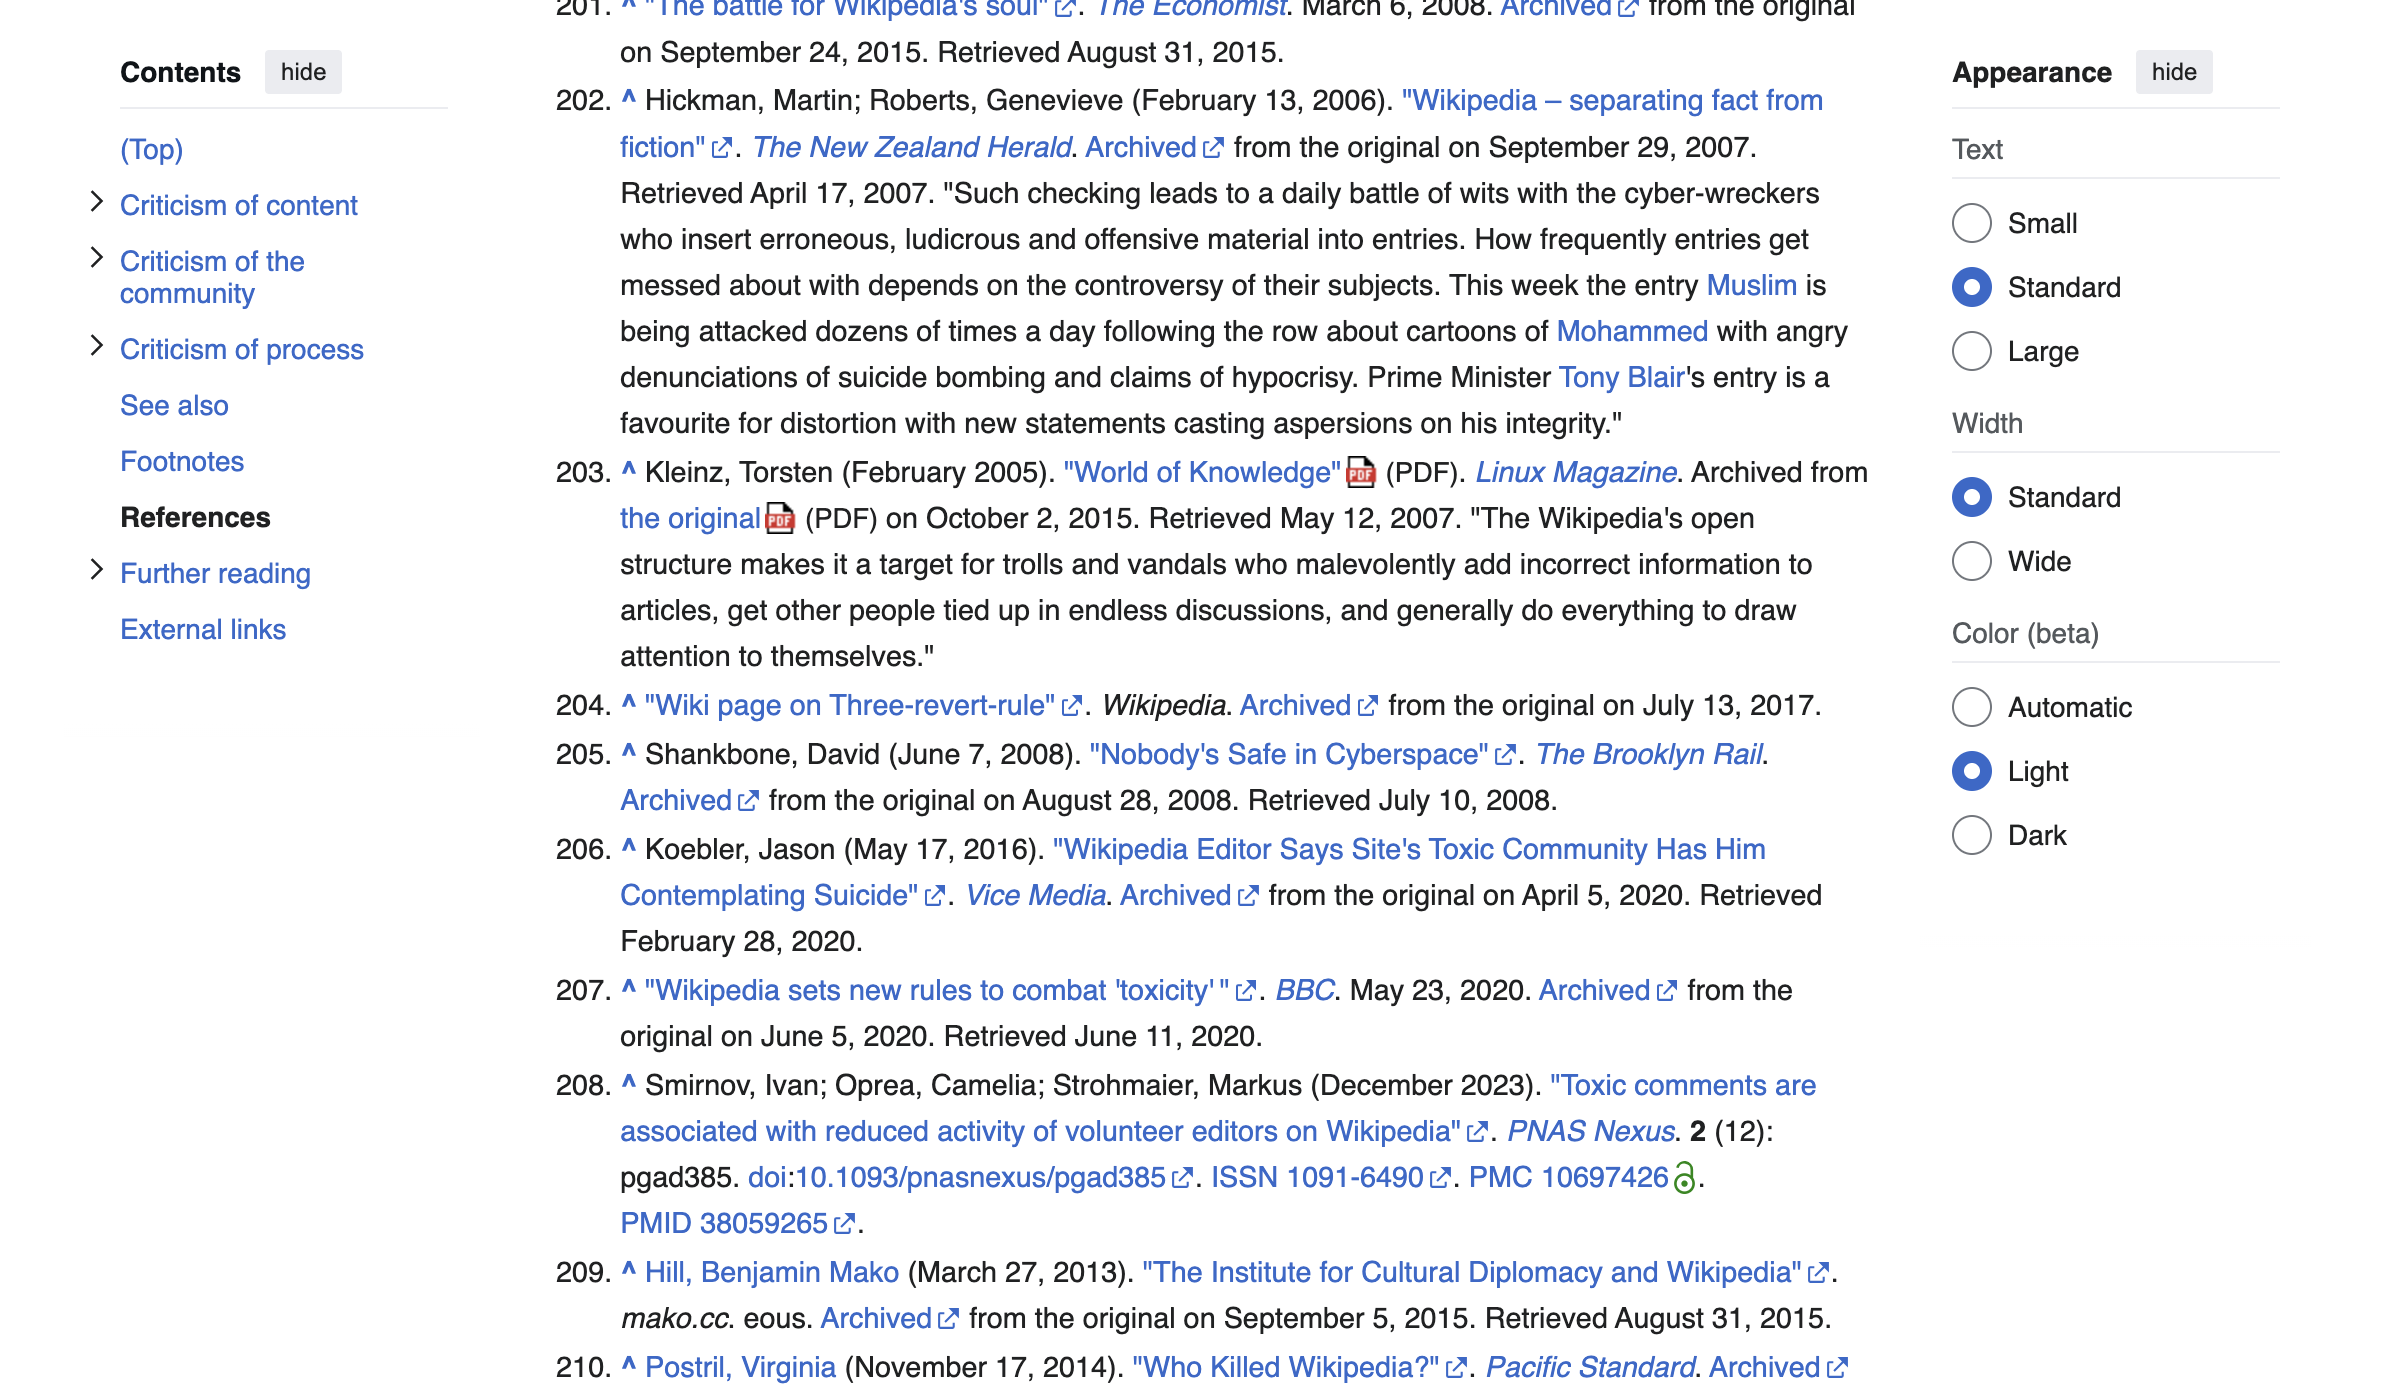 Contents hide
(Top)
Criticism of content
Criticism of the
community
Criticism of process
See also
Footnotes
References
Further reading
External links
201. ^ "The battle for Wikipedia's soul". The Economist. March 6, 2008. Archived from the original
on September 24, 2015. Retrieved August 31, 2015.
202. ^ Hickman, Martin; Roberts, Genevieve (February 13, 2006). "Wikipedia – separating fact from
fiction". The New Zealand Herald. Archived from the original on September 29, 2007.
Retrieved April 17, 2007. "Such checking leads to a daily battle of wits with the cyber-wreckers
who insert erroneous, ludicrous and offensive material into entries. How frequently entries get
messed about with depends on the controversy of their subjects. This week the entry Muslim is
being attacked dozens of times a day following the row about cartoons of Mohammed with angry
denunciations of suicide bombing and claims of hypocrisy. Prime Minister Tony Blair's entry is a
favourite for distortion with new statements casting aspersions on his integrity."
203. ^ Kleinz, Torsten (February 2005). "World of Knowledge" PDF (PDF). Linux Magazine. Archived from
the original PDF (PDF) on October 2, 2015. Retrieved May 12, 2007. "The Wikipedia's open
structure makes it a target for trolls and vandals who malevolently add incorrect information to
articles, get other people tied up in endless discussions, and generally do everything to draw
attention to themselves."
204. ^ "Wiki page on Three-revert-rule". Wikipedia. Archived from the original on July 13, 2017.
205. ^ Shankbone, David (June 7, 2008). "Nobody's Safe in Cyberspace". The Brooklyn Rail.
Archived from the original on August 28, 2008. Retrieved July 10, 2008.
206. ^ Koebler, Jason (May 17, 2016). "Wikipedia Editor Says Site's Toxic Community Has Him
Contemplating Suicide". Vice Media. Archived from the original on April 5, 2020. Retrieved
February 28, 2020.
207. ^ "Wikipedia sets new rules to combat 'toxicity' ". BBC. May 23, 2020. Archived from the
original on June 5, 2020. Retrieved June 11, 2020.
208. ^ Smirnov, Ivan; Oprea, Camelia; Strohmaier, Markus (December 2023). "Toxic comments are
associated with reduced activity of volunteer editors on Wikipedia". PNAS Nexus. 2 (12):
pgad385. doi:10.1093/pnasnexus/pgad385. ISSN 1091-6490. PMC 10697426.
PMID 38059265.
209. ^ Hill, Benjamin Mako (March 27, 2013). "The Institute for Cultural Diplomacy and Wikipedia".
mako.cc. eous. Archived from the original on September 5, 2015. Retrieved August 31, 2015.
210. ^ Postril, Virginia (November 17, 2014). "Who Killed Wikipedia?". Pacific Standard. Archived
Appearance hide
Text
Small
Standard
Large
Width
Standard
Wide
Color (beta)
Automatic
Light
Dark